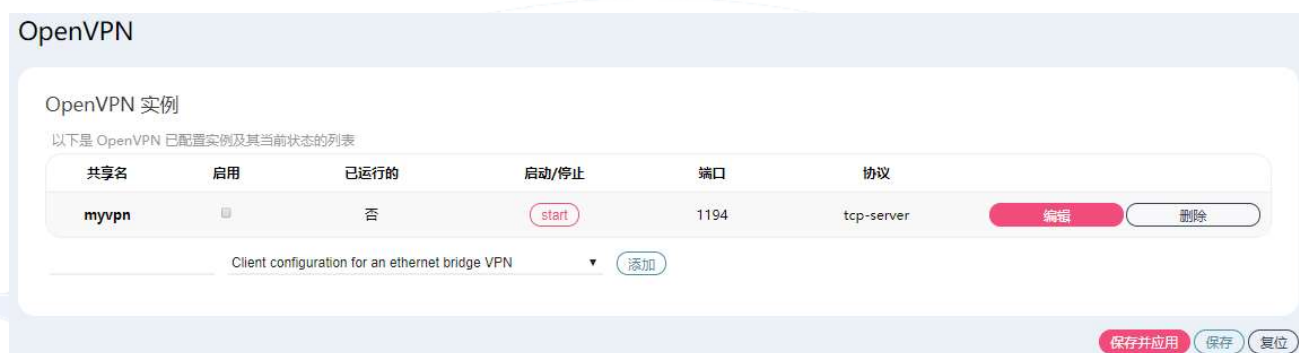 OpenVPN
OpenVPN 实例
以下是 OpenVPN 已配置实例及其当前状态的列表
共享名 启用 已运行的 启动/停止 端口 协议
myvpn 否 start 1194 tcp-server 编辑 删除
Client configuration for an ethernet bridge VPN 添加
保存并应用 保存 复位